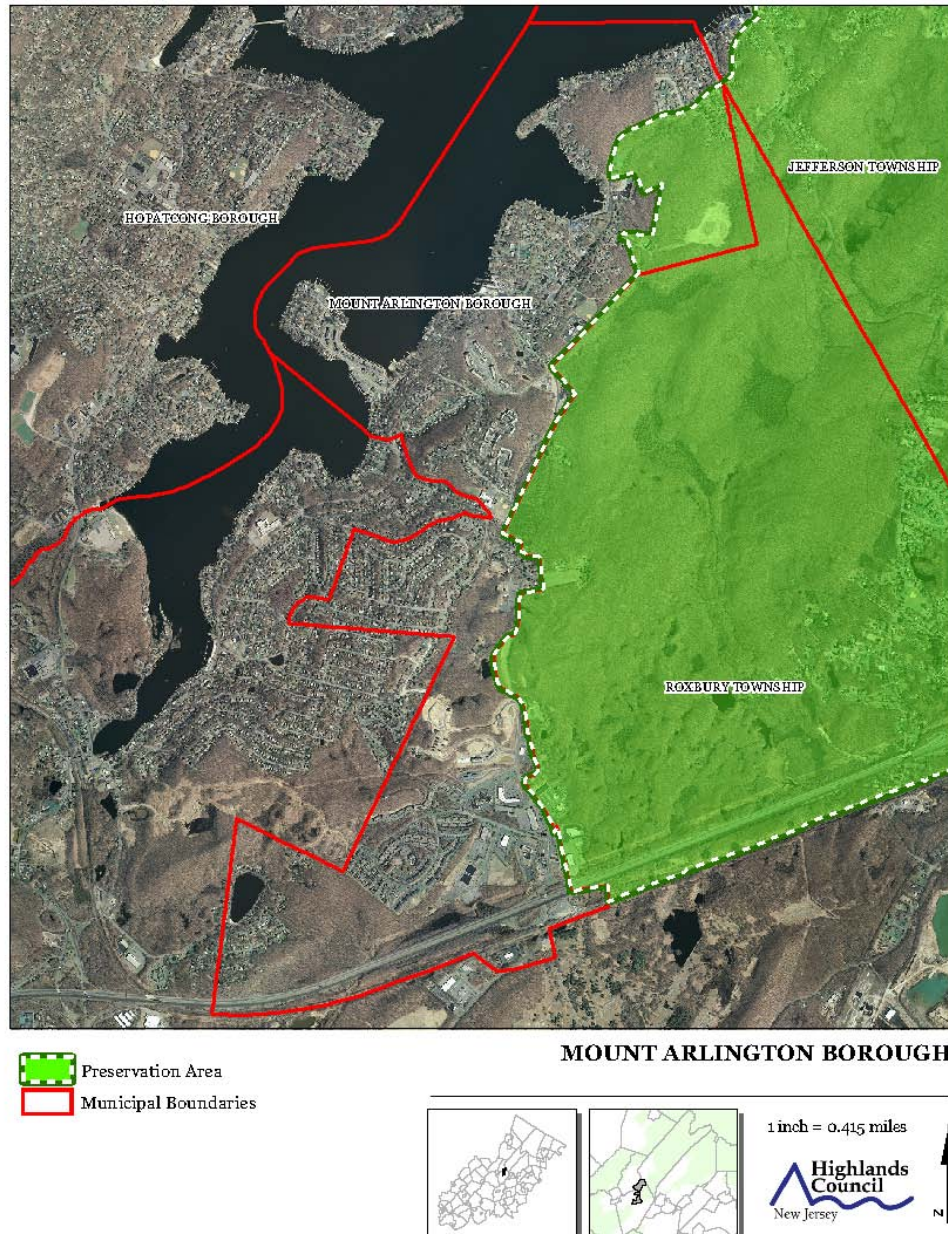 JEFFERSON TOWNSHIP
HOPATCONG BOROUGH
MOUNT ARLINGTON BOROUGH
ROXBURY TOWNSHIP
MOUNT ARLINGTON BOROUGH
Preservation Area
Municipal Boundaries
1 inch = 0.415 miles
Highlands
Council
New Jersey
N